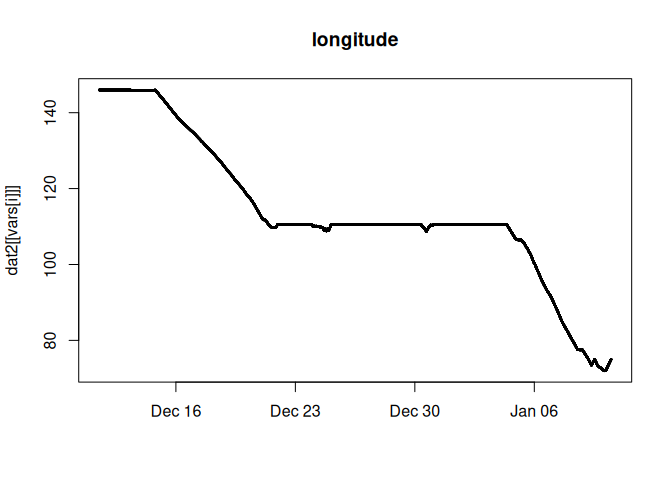 longitude
dat2[[vars[i]]]
140
120
100
80
Dec 16
Dec 23
Dec 30
Jan 06